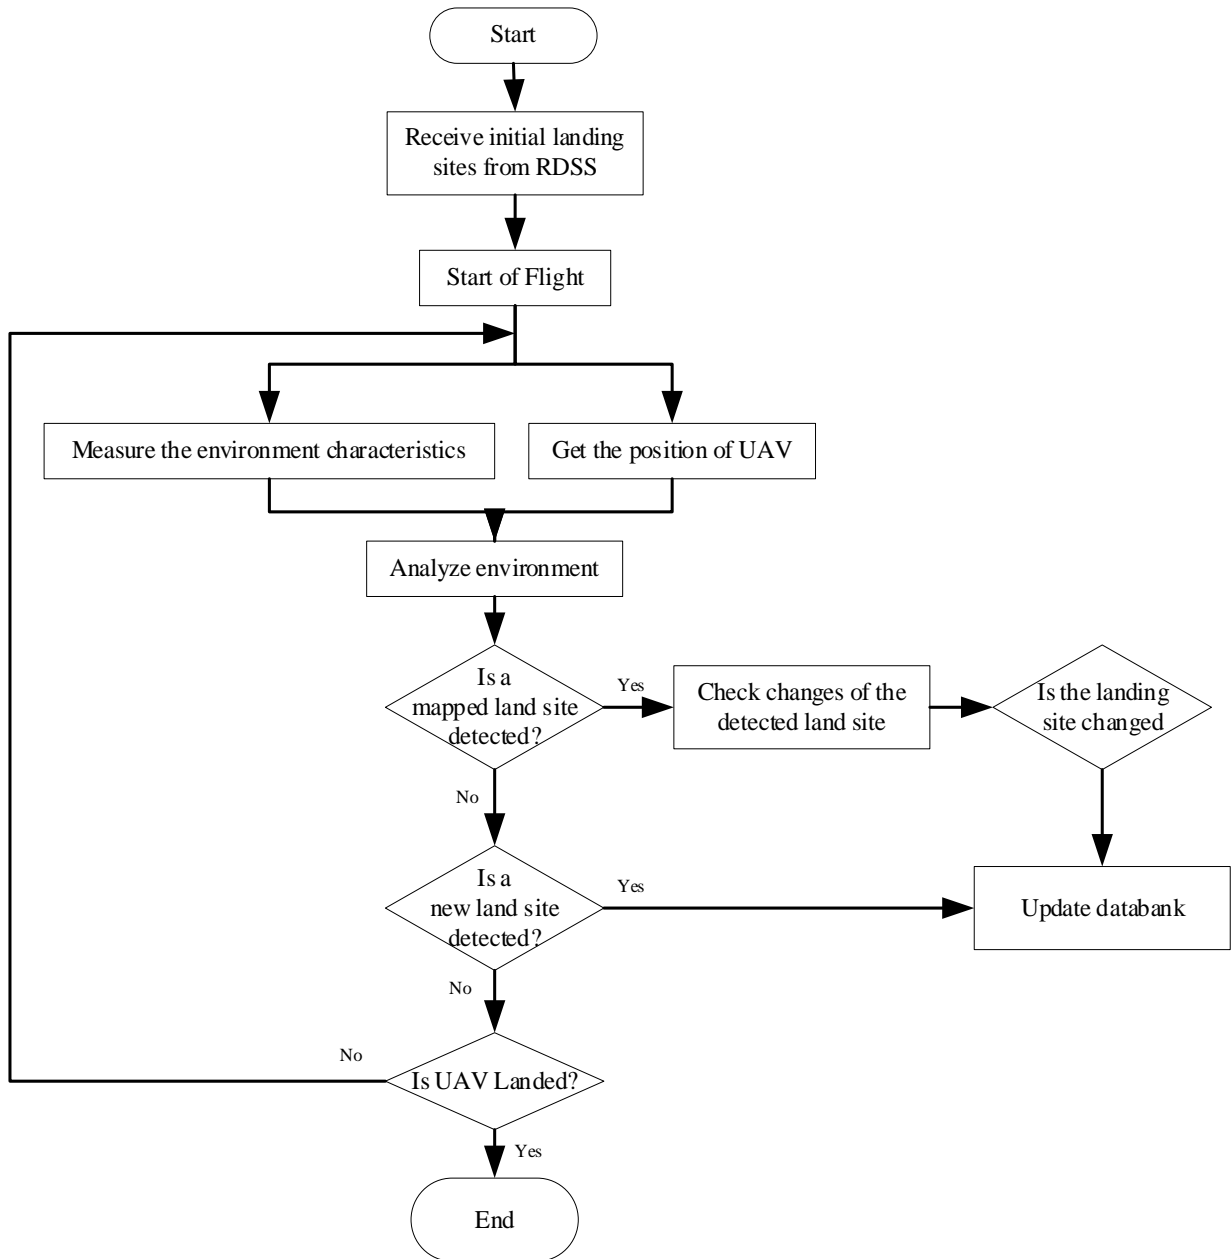 Start
Receive initial landing
sites from RDSS
Start of Flight
Measure the environment characteristics
Get the position of UAV
Analyze environment
Is a
mapped land site
detected?
Yes
Check changes of the
detected land site
Is the landing
site changed
No
Is a
new land site
detected?
Yes
Update databank
No
No
Is UAV Landed?
Yes
End